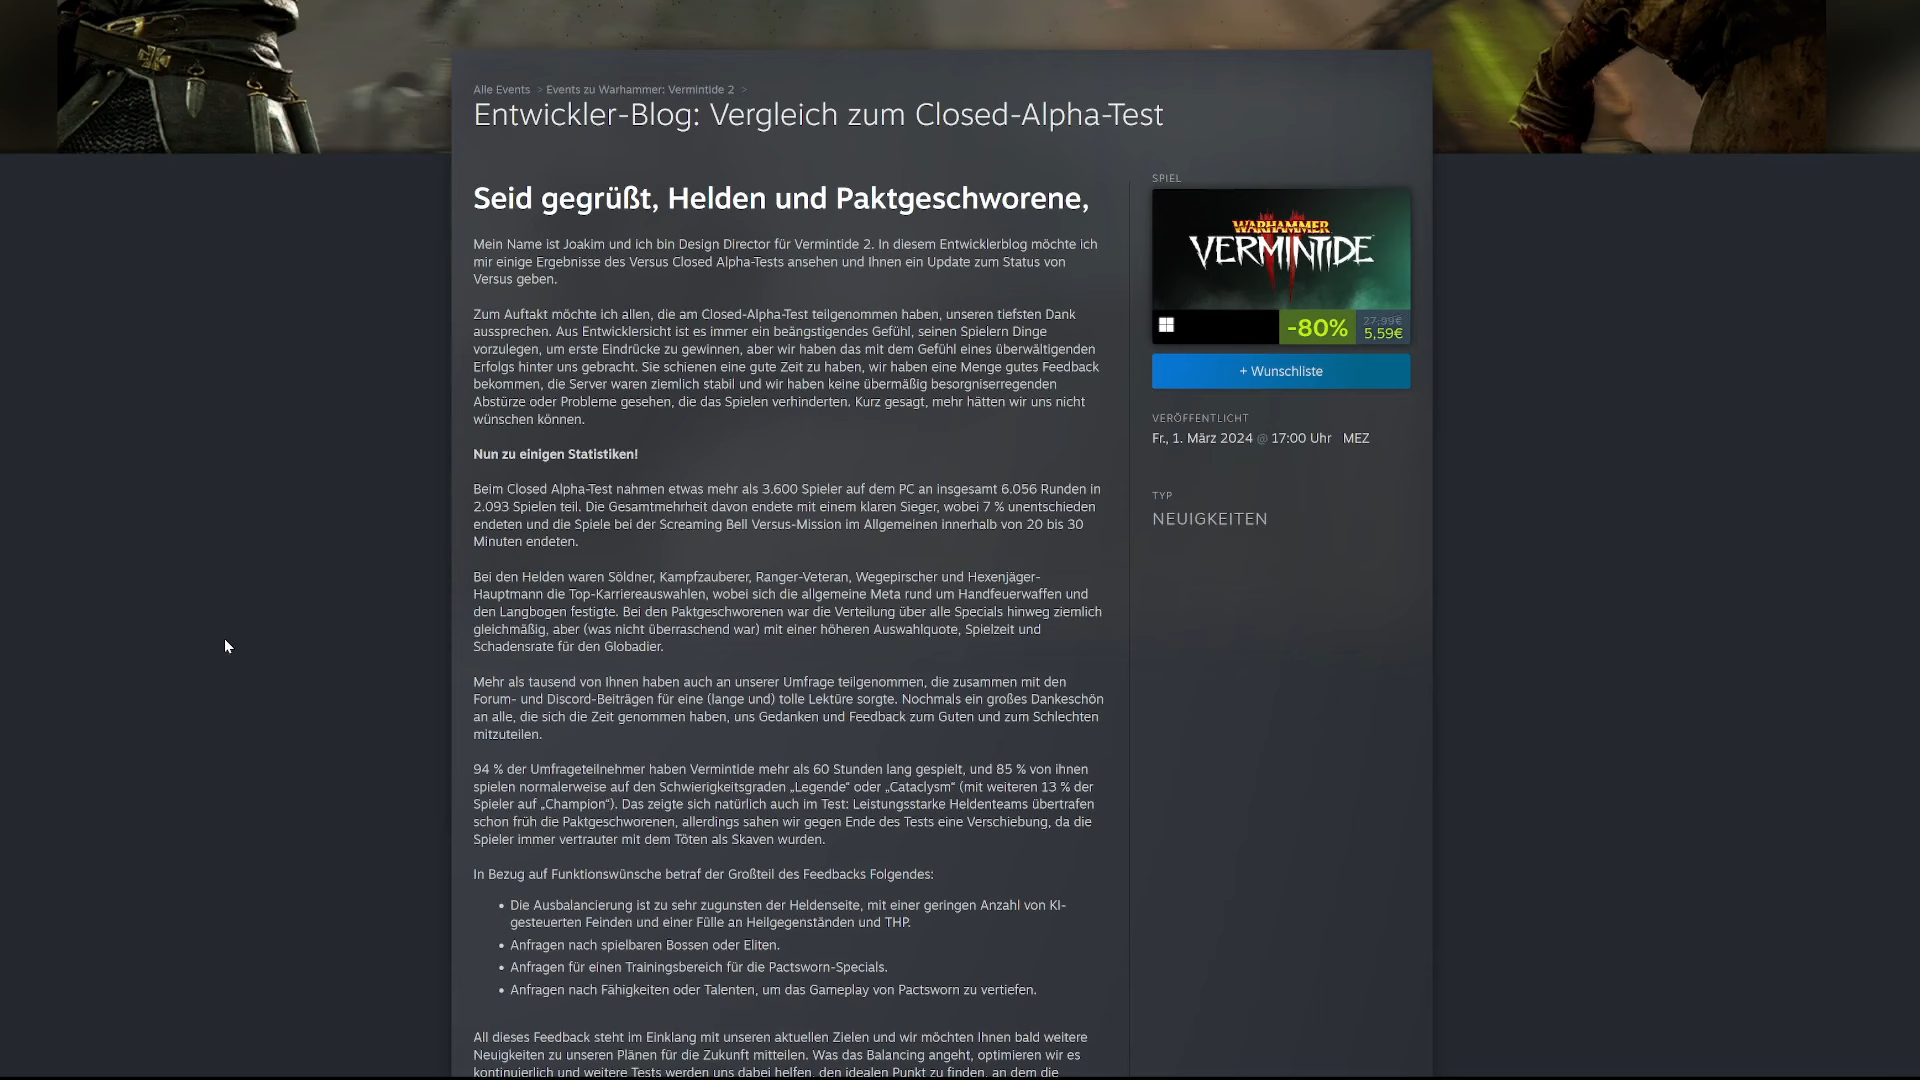 Alle Events > Events zu Warhammer: Vermintide 2 >
Entwickler-Blog: Vergleich zum Closed-Alpha-Test
Seid gegrüßt, Helden und Paktgeschworene,
Mein Name ist Joakim und ich bin Design Director für Vermintide 2. In diesem Entwicklerblog möchte ich
mir einige Ergebnisse des Versus Closed Alpha-Tests ansehen und Ihnen ein Update zum Status von
Versus geben.
Zum Auftakt möchte ich allen, die am Closed-Alpha-Test teilgenommen haben, unseren tiefsten Dank
aussprechen. Aus Entwicklersicht ist es immer ein beängstigendes Gefühl, seinen Spielern Dinge
vorzulegen, um erste Eindrücke zu gewinnen, aber wir haben das mit dem Gefühl eines überwältigenden
Erfolgs hinter uns gebracht. Sie schienen eine gute Zeit zu haben, wir haben eine Menge gutes Feedback
bekommen, die Server waren ziemlich stabil und wir haben keine übermäßig besorgniserregenden
Abstürze oder Probleme gesehen, die das Spielen verhinderten. Kurz gesagt, mehr hätten wir uns nicht
wünschen können.
Nun zu einigen Statistiken!
Beim Closed Alpha-Test nahmen etwas mehr als 3.600 Spieler auf dem PC an insgesamt 6.056 Runden in
2.093 Spielen teil. Die Gesamtmehrheit davon endete mit einem klaren Sieger, wobei 7 % unentschieden
endeten und die Spiele bei der Screaming Bell Versus-Mission im Allgemeinen innerhalb von 20 bis 30
Minuten endeten.
Bei den Helden waren Söldner, Kampfzauberer, Ranger-Veteran, Wegepirscher und Hexenjäger-
Hauptmann die Top-Karriereauswahlen, wobei sich die allgemeine Meta rund um Handfeuerwaffen und
den Langbogen festigte. Bei den Paktgeschworenen war die Verteilung über alle Specials hinweg ziemlich
gleichmäßig, aber (was nicht überraschend war) mit einer höheren Auswahlquote, Spielzeit und
Schadensrate für den Globadier.
Mehr als tausend von Ihnen haben auch an unserer Umfrage teilgenommen, die zusammen mit den
Forum- und Discord-Beiträgen für eine (lange und) tolle Lektüre sorgte. Nochmals ein großes Dankeschön
an alle, die sich die Zeit genommen haben, uns Gedanken und Feedback zum Guten und zum Schlechten
mitzuteilen.
94 % der Umfrageteilnehmer haben Vermintide mehr als 60 Stunden lang gespielt, und 85 % von ihnen
spielen normalerweise auf den Schwierigkeitsgraden „Legende“ oder „Cataclysm“ (mit weiteren 13 % der
Spieler auf „Champion“). Das zeigte sich natürlich auch im Test: Leistungsstarke Heldenteams übertrafen
schon früh die Paktgeschworenen, allerdings sahen wir gegen Ende des Tests eine Verschiebung, da die
Spieler immer vertrauter mit dem Töten als Skaven wurden.
In Bezug auf Funktionswünsche betraf der Großteil des Feedbacks Folgendes:
• Die Ausbalancierung ist zu sehr zugunsten der Heldenseite, mit einer geringen Anzahl von KI-
gesteuerten Feinden und einer Fülle an Heilgegenständen und THP.
• Anfragen nach spielbaren Bossen oder Eliten.
• Anfragen für einen Trainingsbereich für die Pactsworn-Specials.
• Anfragen nach Fähigkeiten oder Talenten, um das Gameplay von Pactsworn zu vertiefen.
All dieses Feedback steht im Einklang mit unseren aktuellen Zielen und wir möchten Ihnen bald weitere
Neuigkeiten zu unseren Plänen für die Zukunft mitteilen. Was das Balancing angeht, optimieren wir es
kontinuierlich und weitere Tests werden uns dabei helfen, den idealen Punkt zu finden, an dem die
SPIEL
WARHAMMER
VERMINTIDE
-80%
27,99€
5,59€
+ Wunschliste
VERÖFFENTLICHT
Fr., 1. März 2024 @ 17:00 Uhr MEZ
TYP
NEUIGKEITEN